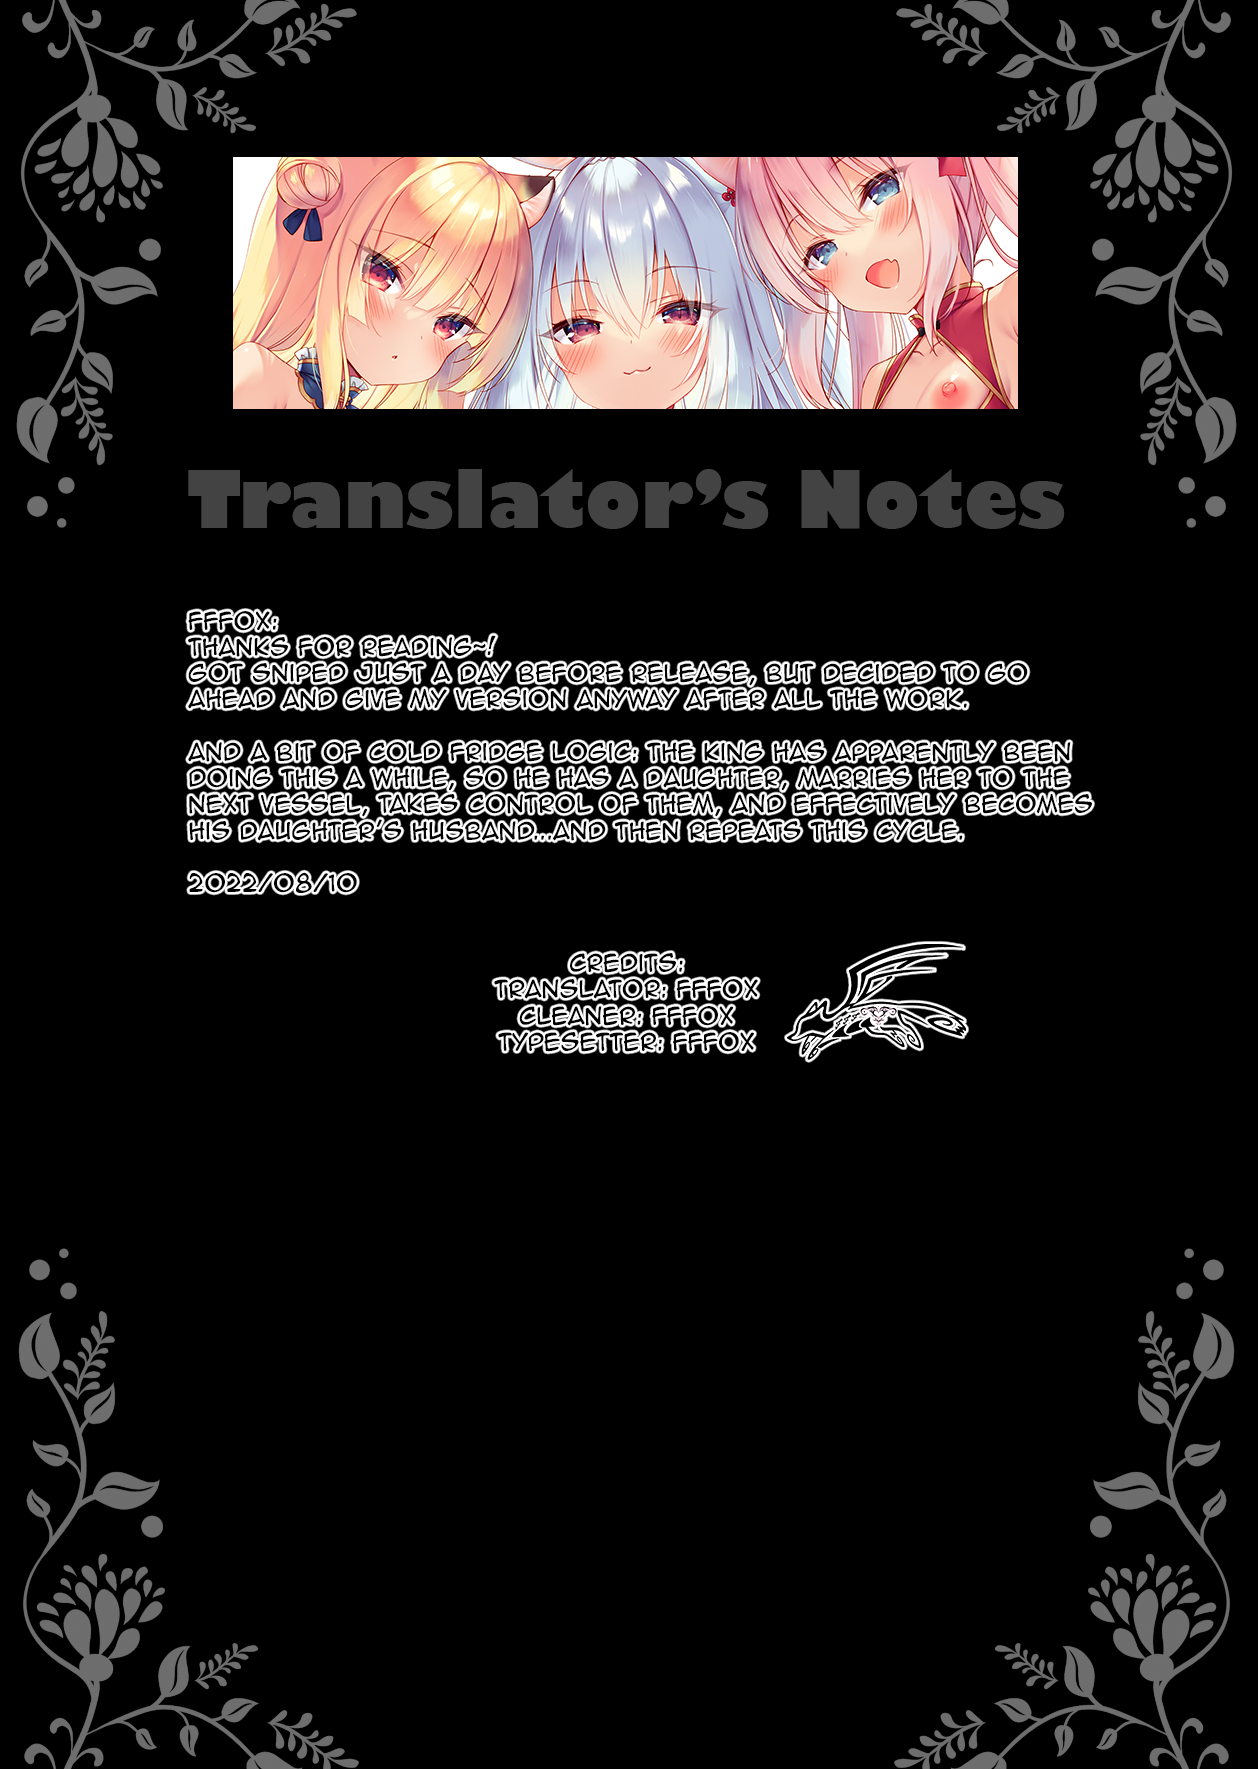 Translator's Notes
FFFOX:
THANKS FOR READING~!
GOT SNIPED JUST A DAY BEFORE RELEASE, BUT DECIDED TO GO
AHEAD AND GIVE MY VERSION ANYWAY AFTER ALL THE WORK.
AND A BIT OF COLD FRIDGE LOGIC: THE KING HAS APPARENTLY BEEN
DOING THIS A WHILE, SO HE HAS A DAUGHTER, MARRIES HER TO THE
NEXT VESSEL, TAKES CONTROL OF THEM, AND EFFECTIVELY BECOMES
HIS DAUGHTER'S HUSBAND...AND THEN REPEATS THIS CYCLE.
2022/08/10
CREDITS:
TRANSLATOR: FFFOX
CLEANER: FFFOX
TYPESETTER: FFFOX